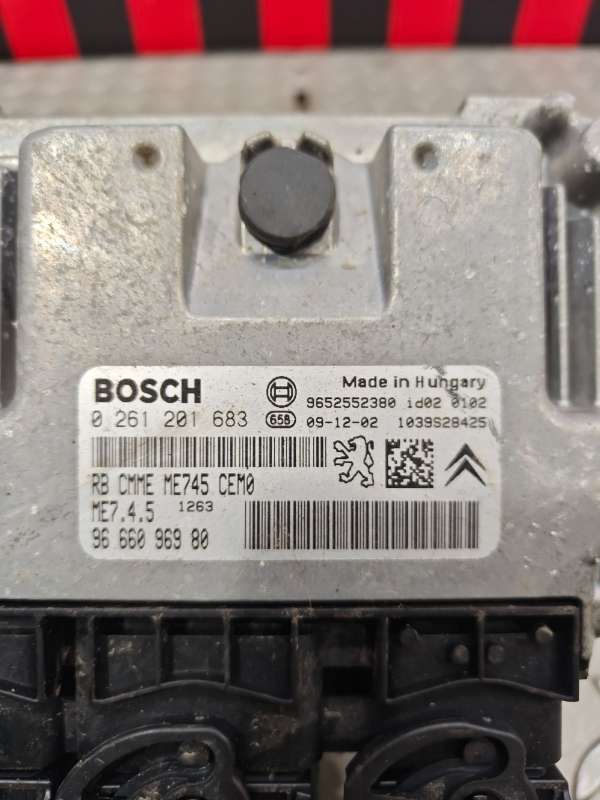 BOSCH Made in Hungary
9652552380 id02 0102
0 261 201 683 658 09-12-02 1039S28425
RB CMME ME745 CEM0
ME7.4.5 1263
96 660 969 80